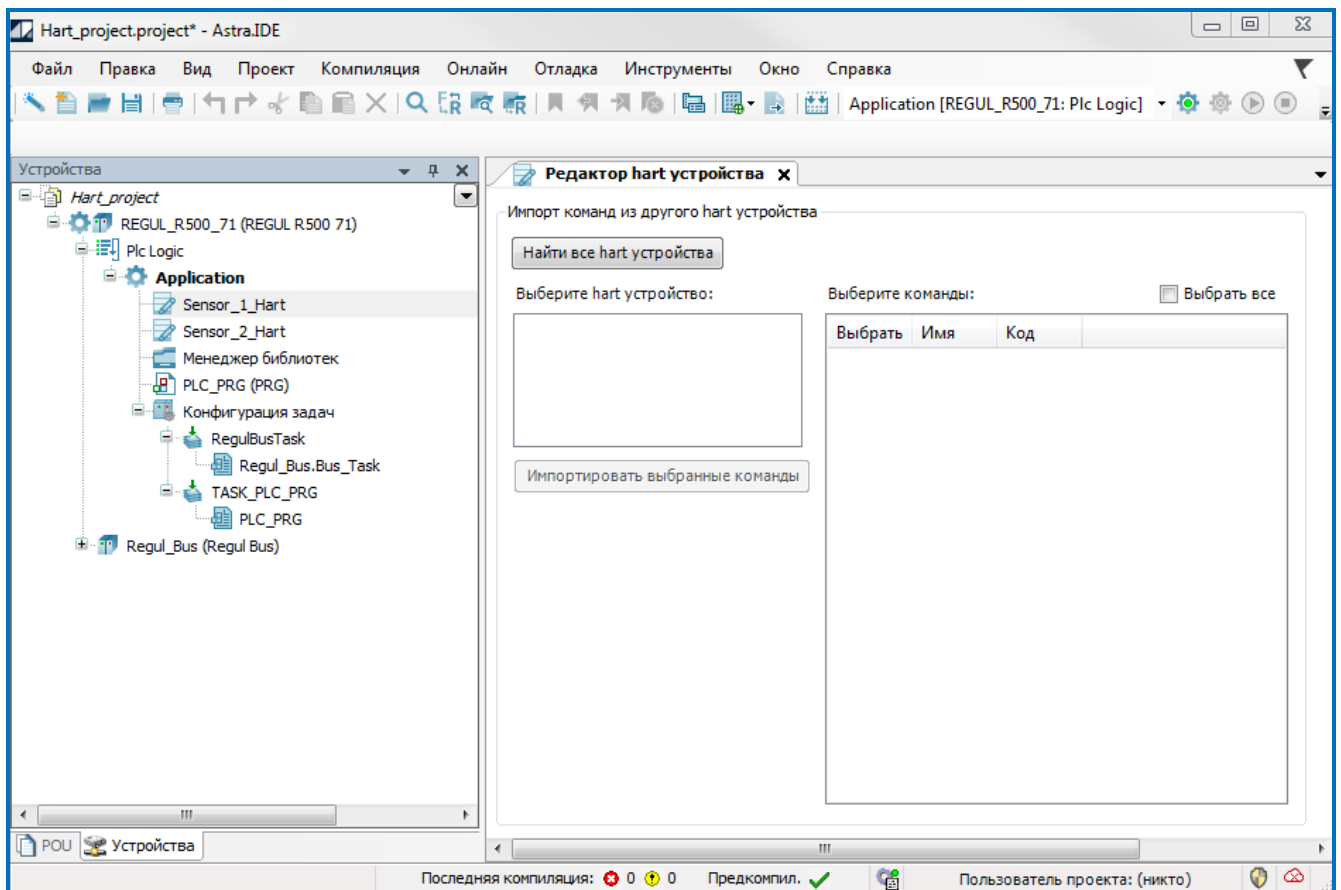 Hart_project.project* - Astra.IDE
Файл Правка Вид Проект Компиляция Онлайн Отладка Инструменты Окно Справка
Application [REGUL_R500_71: Plc Logic]
Устройства
Hart_project
REGUL_R500_71 (REGUL R500 71)
Plc Logic
Application
Sensor_1_Hart
Sensor_2_Hart
Менеджер библиотек
PLC_PRG (PRG)
Конфигурация задач
RegulBusTask
Regul_Bus.Bus_Task
TASK_PLC_PRG
PLC_PRG
Regul_Bus (Regul Bus)
POU Устройства
Редактор hart устройства
Импорт команд из другого hart устройства
Найти все hart устройства
Выберите hart устройство:
Импортировать выбранные команды
Выберите команды: Выбрать все
Выбрать Имя Код
Последняя компиляция: 0 0 Предкомпил. Пользователь проекта: (никто)